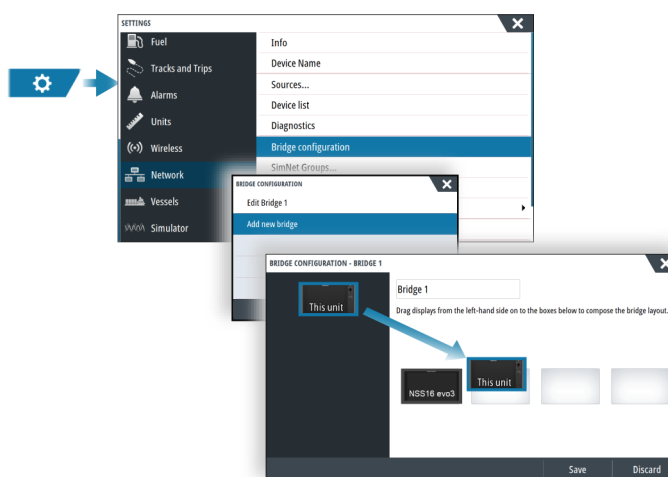 SETTINGS
Fuel
Tracks and Trips
Alarms
Units
Wireless
Network
Vessels
Simulator
Info
Device Name
Sources...
Device list
Diagnostics
Bridge configuration
SimNet Groups...
BRIDGE CONFIGURATION
Edit Bridge 1
Add new bridge
BRIDGE CONFIGURATION - BRIDGE 1
This unit
Bridge 1
Drag displays from the left-hand side on to the boxes below to compose the bridge layout.
NSS16 evo3
This unit
Save
Discard